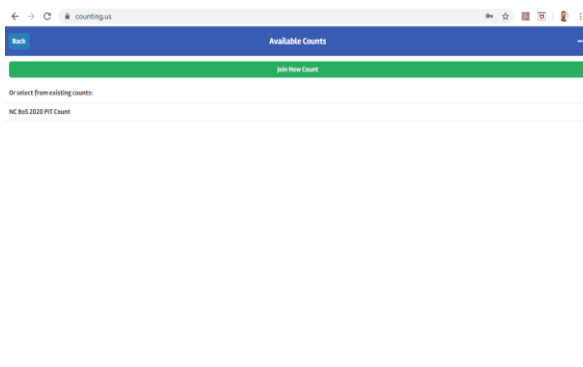 counting.us
Back
Available Counts
Join New Count
Or select from existing counts:
NC BoS 2020 PIT Count